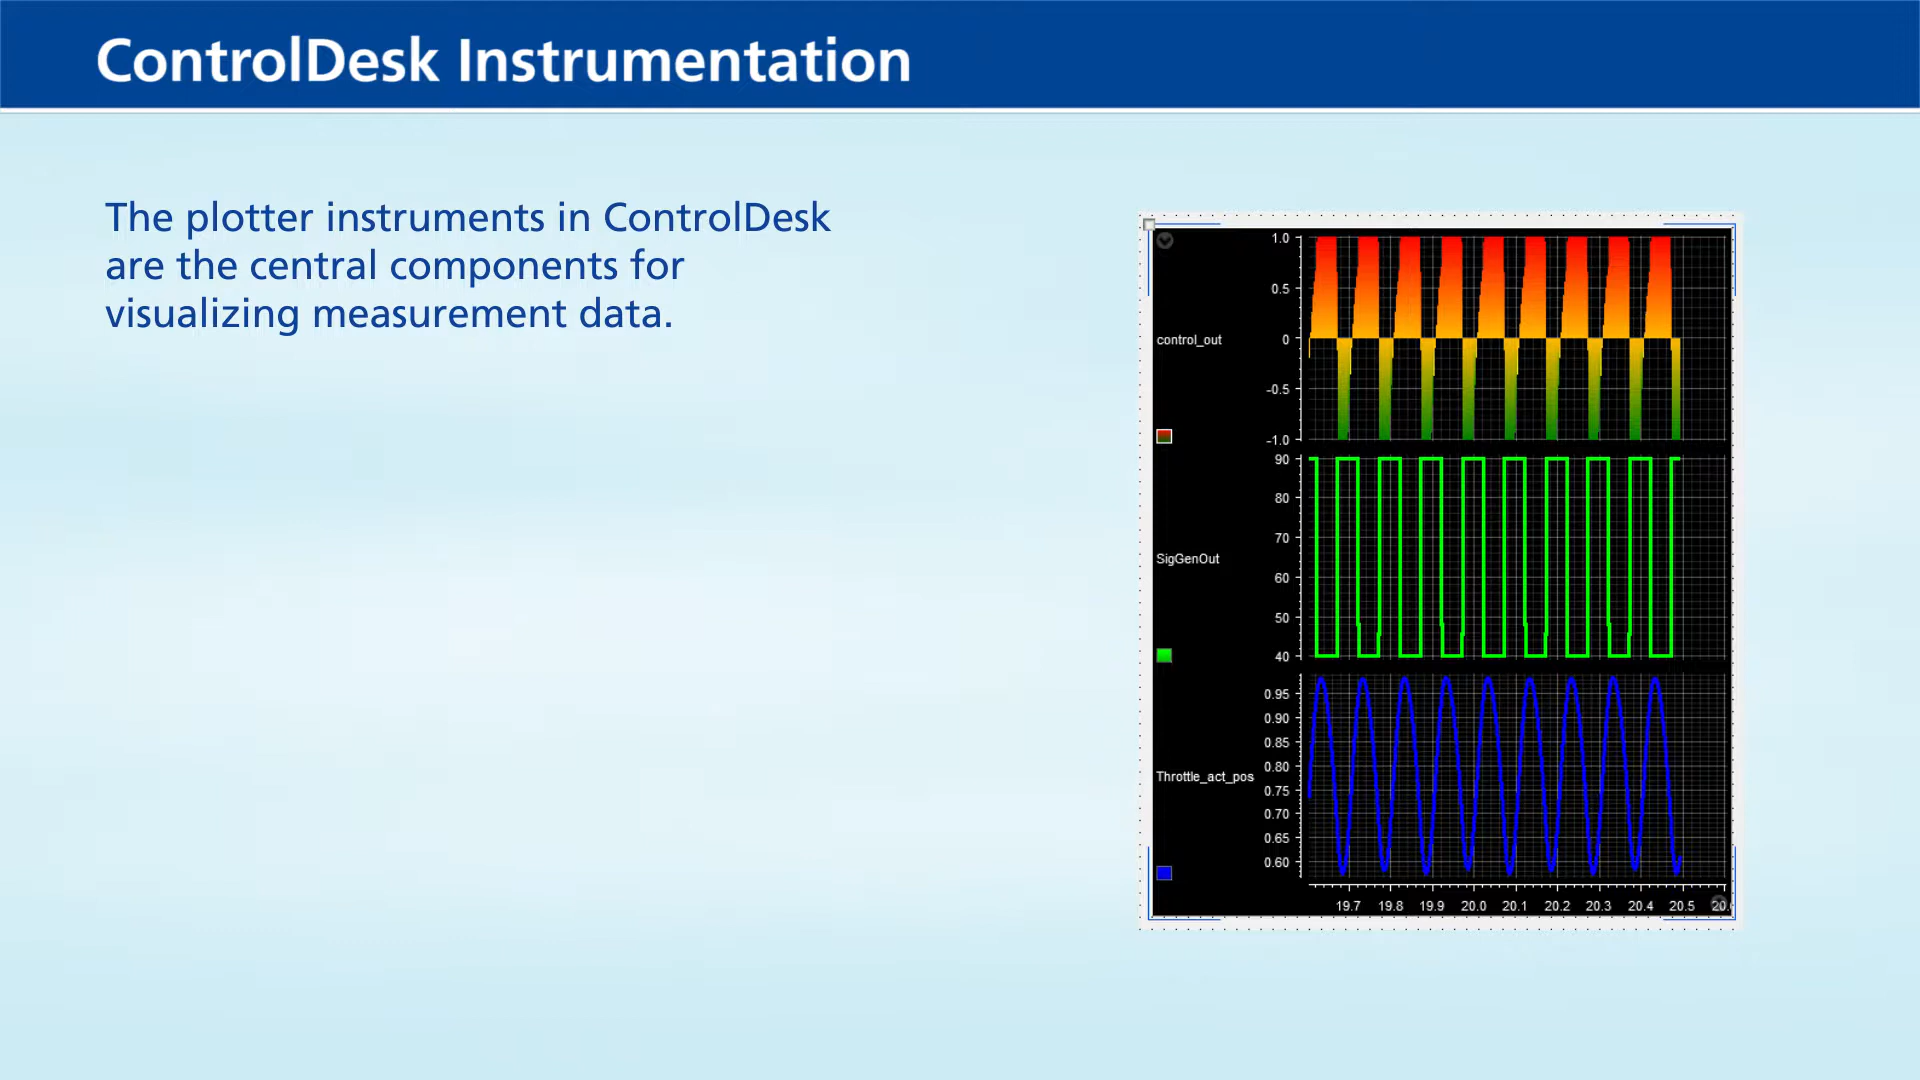 ControlDesk Instrumentation
The plotter instruments in ControlDesk
are the central components for
visualizing measurement data.
1.0
0.5
control_out
0
-0.5
-1.0
90
80
70
SigGenOut
60
50
40
0.95
0.90
0.85
0.80
Throttle_act_pos
0.75
0.70
0.65
0.60
19.7 19.8 19.9 20.0 20.1 20.2 20.3 20.4 20.5